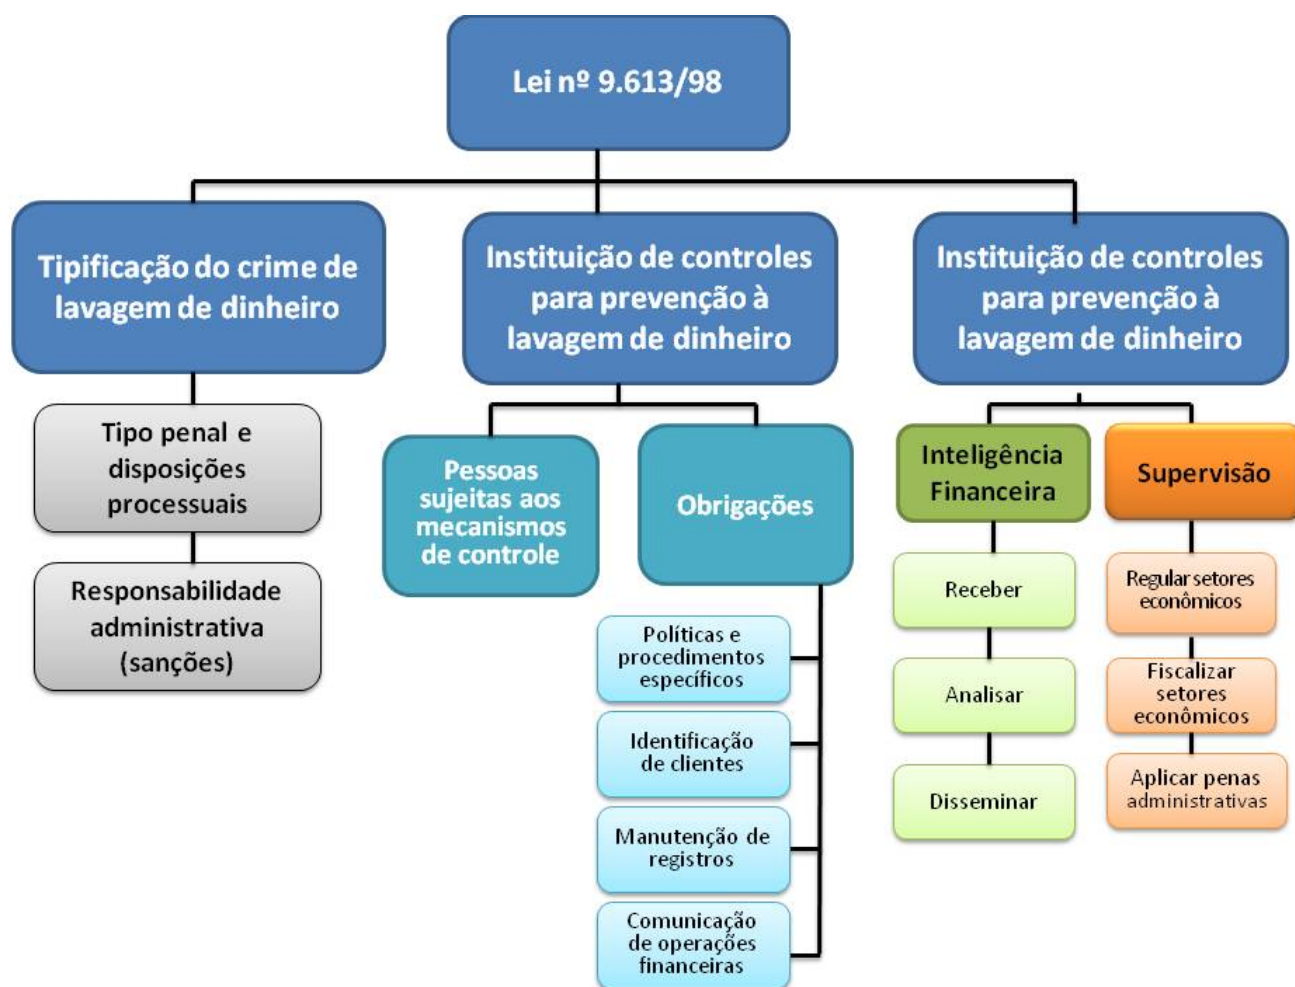 Lei nº 9.613/98
Tipificação do crime de
lavagem de dinheiro
Instituição de controles
para prevenção à
lavagem de dinheiro
Instituição de controles
para prevenção à
lavagem de dinheiro
Tipo penal e
disposições
processuais
Responsabilidade
administrativa
(sanções)
Pessoas
sujeitas aos
mecanismos
de controle
Obrigações
Políticas e
procedimentos
específicos
Identificação
de clientes
Manutenção de
registros
Comunicação
de operações
financeiras
Inteligência
Financeira
Receber
Analisar
Disseminar
Supervisão
Regular setores
econômicos
Fiscalizar
setores
econômicos
Aplicar penas
administrativas